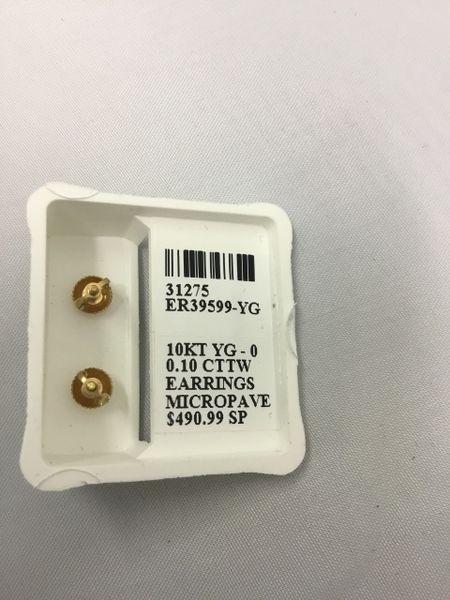 31275
ER39599-YG
10KT YG - 0
0.10 CTTW
EARRINGS
MICROPAVE
$490.99 SP